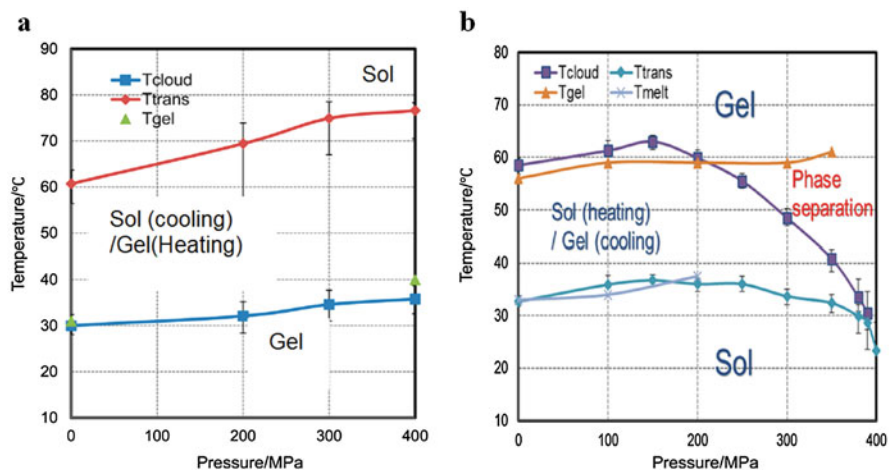 a
90
80
70
60
50
40
30
20
10
Temperature/°C
Tcloud
Ttrans
Tgel
Sol
Sol (cooling)
/Gel(Heating)
Gel
0 100 200 300 400
Pressure/MPa
b
80
70
60
50
40
30
20
10
Temperature/°C
Tcloud Ttrans
Tgel Tmelt
Gel
Phase
separation
Sol (heating)
/ Gel (cooling)
Sol
0 100 200 300 400
Pressure/MPa